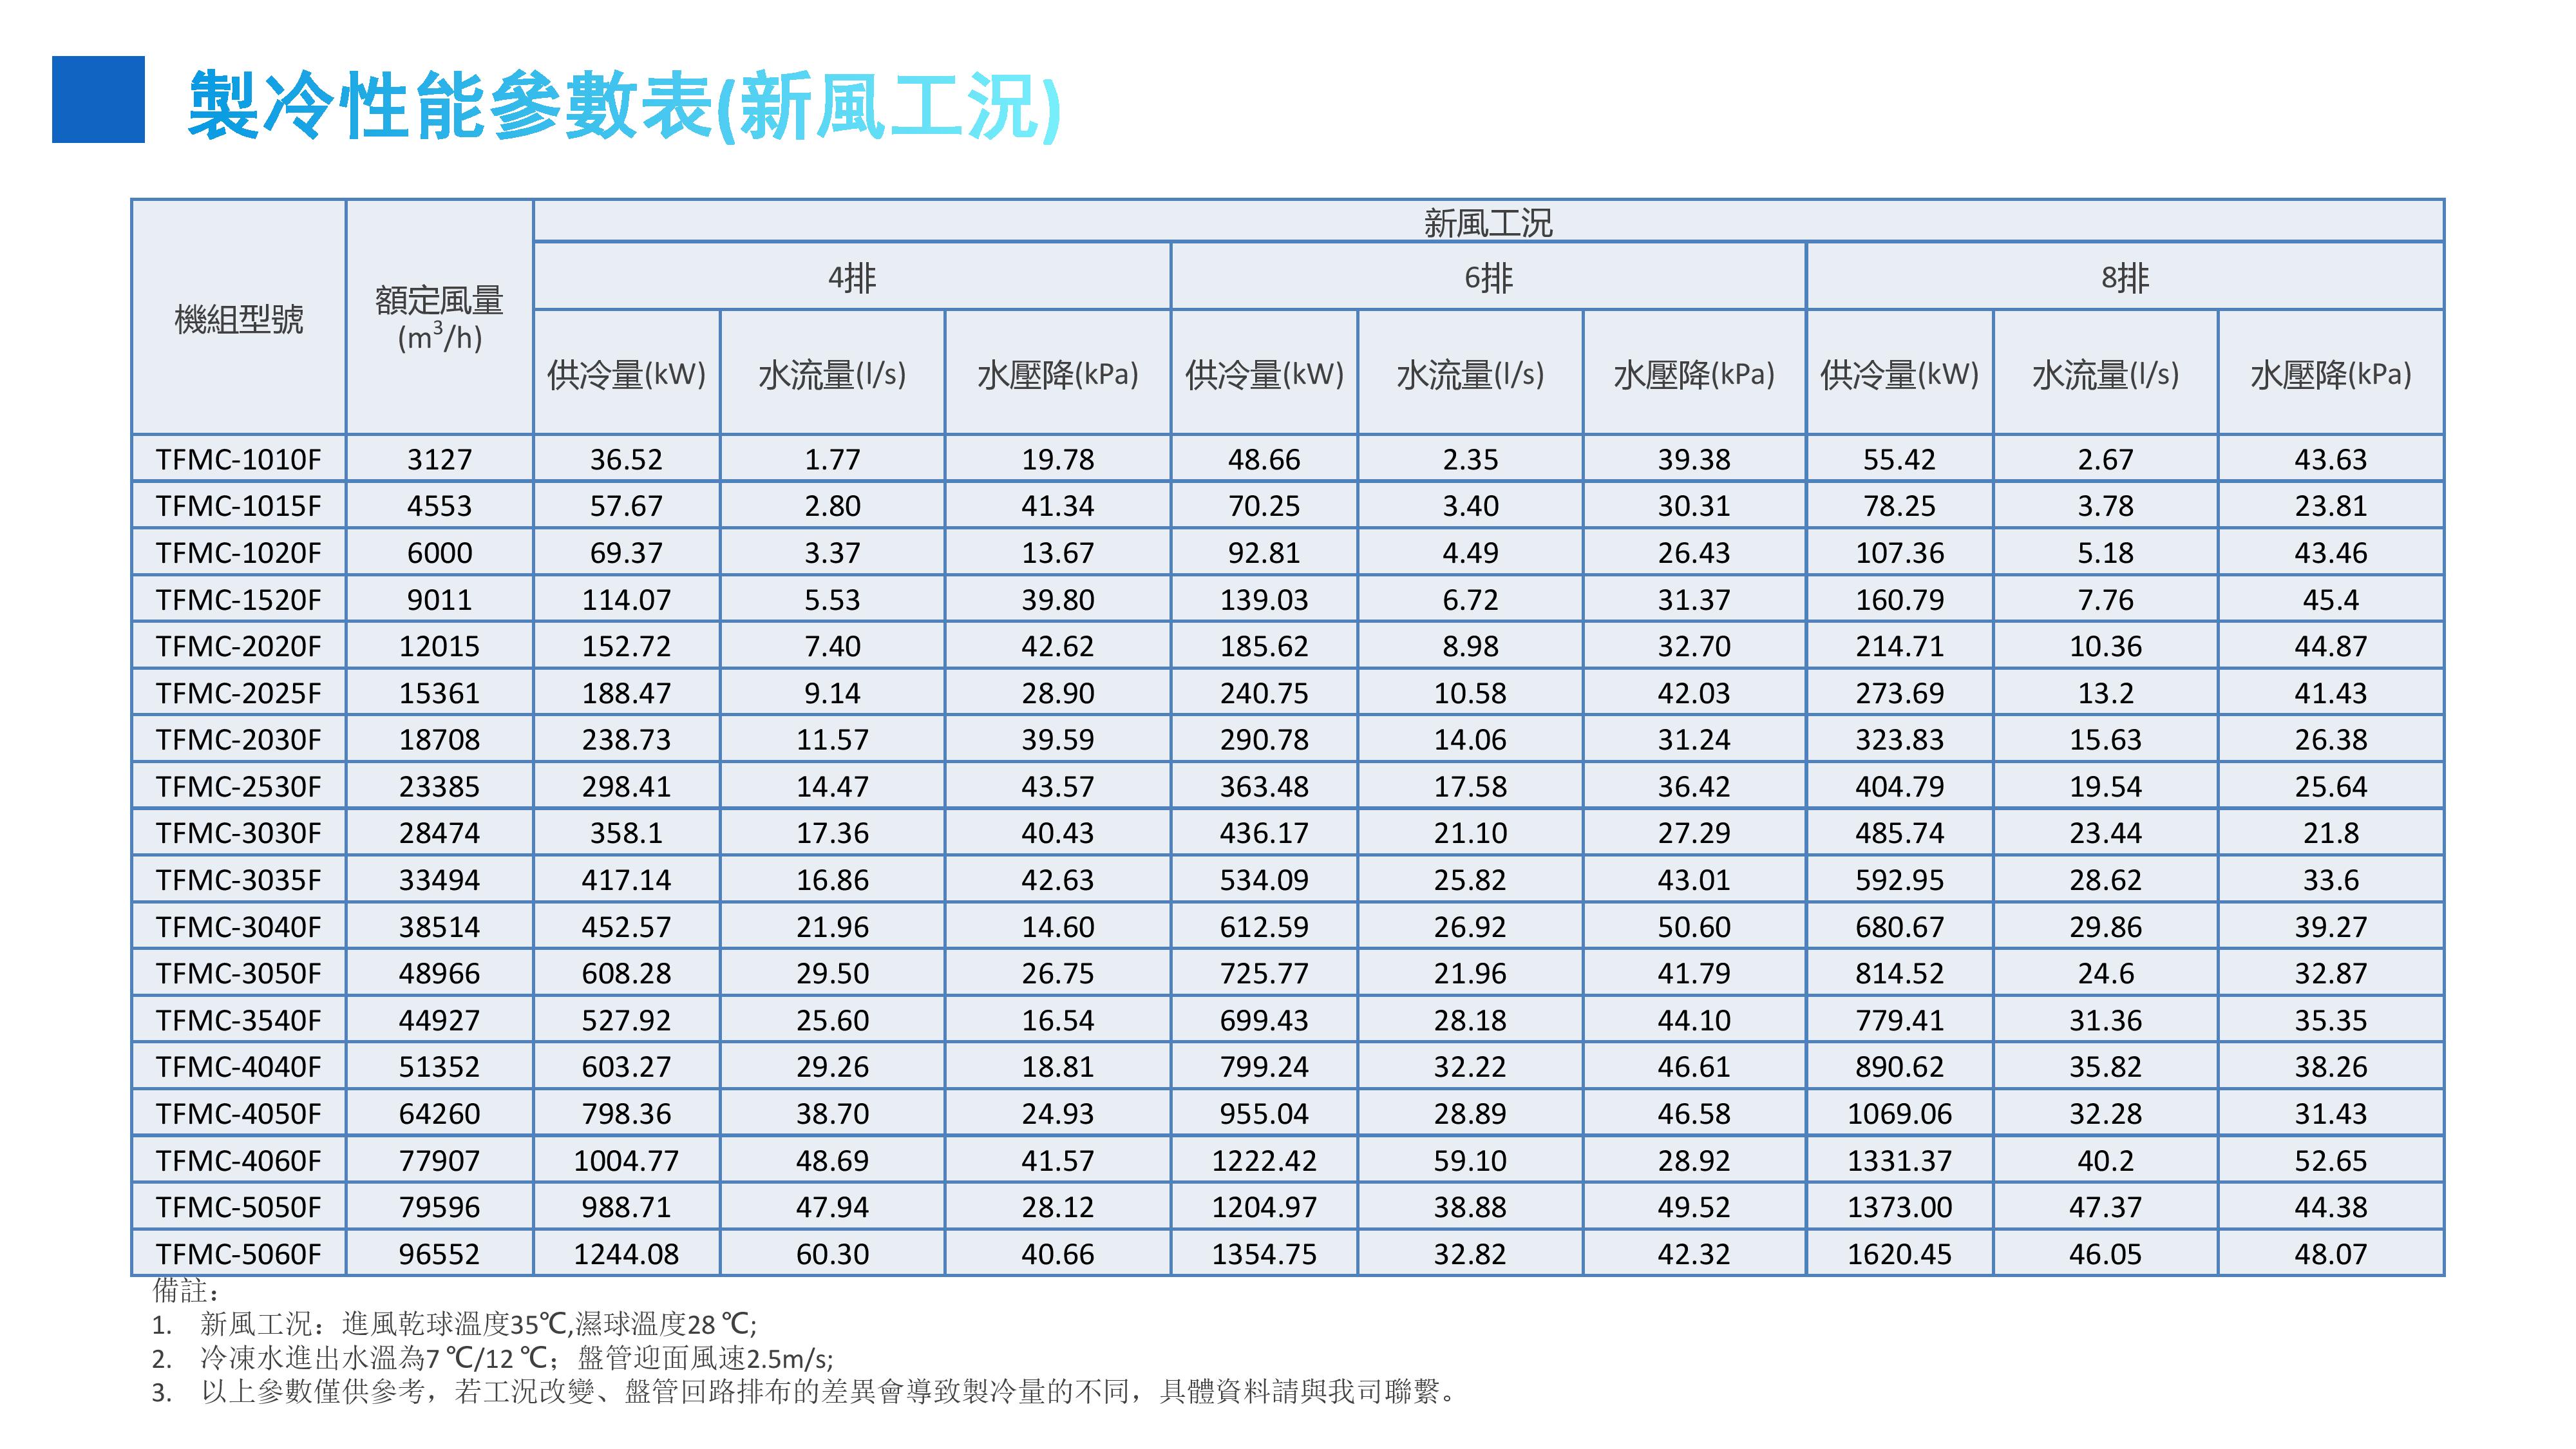 製冷性能參數表(新風工況)
機組型號 額定風量 (m³/h) 新風工況
4排 6排 8排
供冷量(kW) 水流量(l/s) 水壓降(kPa) 供冷量(kW) 水流量(l/s) 水壓降(kPa) 供冷量(kW) 水流量(l/s) 水壓降(kPa)
TFMC-1010F 3127 36.52 1.77 19.78 48.66 2.35 39.38 55.42 2.67 43.63
TFMC-1015F 4553 57.67 2.80 41.34 70.25 3.40 30.31 78.25 3.78 23.81
TFMC-1020F 6000 69.37 3.37 13.67 92.81 4.49 26.43 107.36 5.18 43.46
TFMC-1520F 9011 114.07 5.53 39.80 139.03 6.72 31.37 160.79 7.76 45.4
TFMC-2020F 12015 152.72 7.40 42.62 185.62 8.98 32.70 214.71 10.36 44.87
TFMC-2025F 15361 188.47 9.14 28.90 240.75 10.58 42.03 273.69 13.2 41.43
TFMC-2030F 18708 238.73 11.57 39.59 290.78 14.06 31.24 323.83 15.63 26.38
TFMC-2530F 23385 298.41 14.47 43.57 363.48 17.58 36.42 404.79 19.54 25.64
TFMC-3030F 28474 358.1 17.36 40.43 436.17 21.10 27.29 485.74 23.44 21.8
TFMC-3035F 33494 417.14 16.86 42.63 534.09 25.82 43.01 592.95 28.62 33.6
TFMC-3040F 38514 452.57 21.96 14.60 612.59 26.92 50.60 680.67 29.86 39.27
TFMC-3050F 48966 608.28 29.50 26.75 725.77 21.96 41.79 814.52 24.6 32.87
TFMC-3540F 44927 527.92 25.60 16.54 699.43 28.18 44.10 779.41 31.36 35.35
TFMC-4040F 51352 603.27 29.26 18.81 799.24 32.22 46.61 890.62 35.82 38.26
TFMC-4050F 64260 798.36 38.70 24.93 955.04 28.89 46.58 1069.06 32.28 31.43
TFMC-4060F 77907 1004.77 48.69 41.57 1222.42 59.10 28.92 1331.37 40.2 52.65
TFMC-5050F 79596 988.71 47.94 28.12 1204.97 38.88 49.52 1373.00 47.37 44.38
TFMC-5060F 96552 1244.08 60.30 40.66 1354.75 32.82 42.32 1620.45 46.05 48.07
備註：
1. 新風工況：進風乾球溫度35℃,濕球溫度28 ℃;
2. 冷凍水進出水溫為7 ℃/12 ℃；盤管迎面風速2.5m/s;
3. 以上參數僅供參考，若工況改變、盤管回路排布的差異會導致製冷量的不同，具體資料請與我司聯繫。